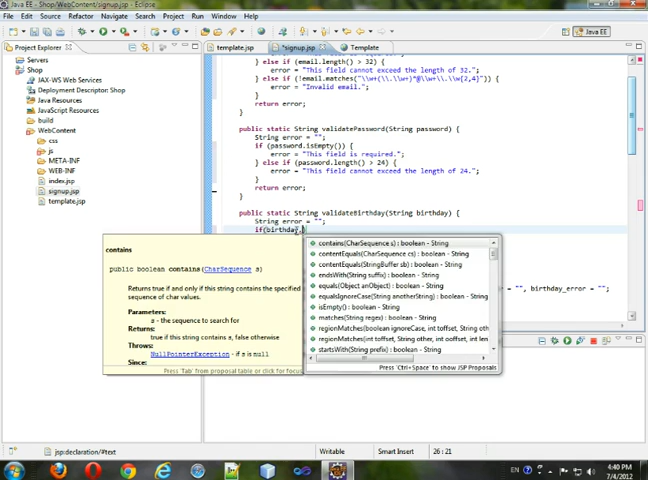 Java EE - Shop/WebContent/signup.jsp - Eclipse
File Edit Source Refactor Navigate Search Project Run Window Help
Java EE
Project Explorer
template.jsp
*signup.jsp
Template
Servers
Shop
JAX-WS Web Services
Deployment Descriptor: Shop
Java Resources
JavaScript Resources
build
WebContent
css
js
META-INF
WEB-INF
index.jsp
signup.jsp
template.jsp
} else if (email.length() > 32) {
error = "This field cannot exceed the length of 32.";
error = "Invalid email.";
}
return error;
}
public static String validatePassword(String password) {
String error = "";
if (password.isEmpty()) {
error = "This field is required.";
} else if (password.length() > 24) {
error = "This field cannot exceed the length of 24.";
}
return error;
}
public static String validateBirthday(String birthday) {
String error = "";
if(birthday.)
= "", birthday_error = "";
contains
public boolean contains(CharSequence s)
Returns true if and only if this string contains the specified
sequence of char values.
Parameters:
s - the sequence to search for
Returns:
true if this string contains s, false otherwise
Throws:
NullPointerException - if s is null
Since:
Press 'Tab' from proposal table or click for focus
contains(CharSequence s) : boolean - String
contentEquals(CharSequence cs) : boolean - String
contentEquals(StringBuffer sb) : boolean - String
endsWith(String suffix) : boolean - String
equals(Object anObject) : boolean - String
equalsIgnoreCase(String anotherString) : boolean - String
isEmpty() : boolean - String
matches(String regex) : boolean - String
regionMatches(boolean ignoreCase, int toffset, String oth
regionMatches(int toffset, String other, int ooffset, int len
startsWith(String prefix) : boolean - String
Press 'Ctrl+Space' to show JSP Proposals
jsp:declaration/#text
Writable
Smart Insert
26 : 21
EN
4:40 PM
7/4/2012